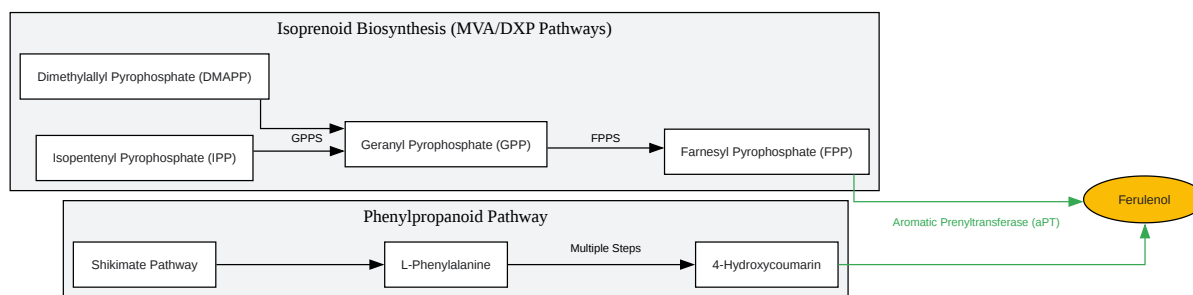 Isoprenoid Biosynthesis (MVA/DXP Pathways)
Dimethylallyl Pyrophosphate (DMAPP)
GPPS
Isopentenyl Pyrophosphate (IPP)
Geranyl Pyrophosphate (GPP)
FPPS
Farnesyl Pyrophosphate (FPP)
Ferulenol
Aromatic Prenyltransferase (aPT)
Phenylpropanoid Pathway
Shikimate Pathway
L-Phenylalanine
Multiple Steps
4-Hydroxycoumarin